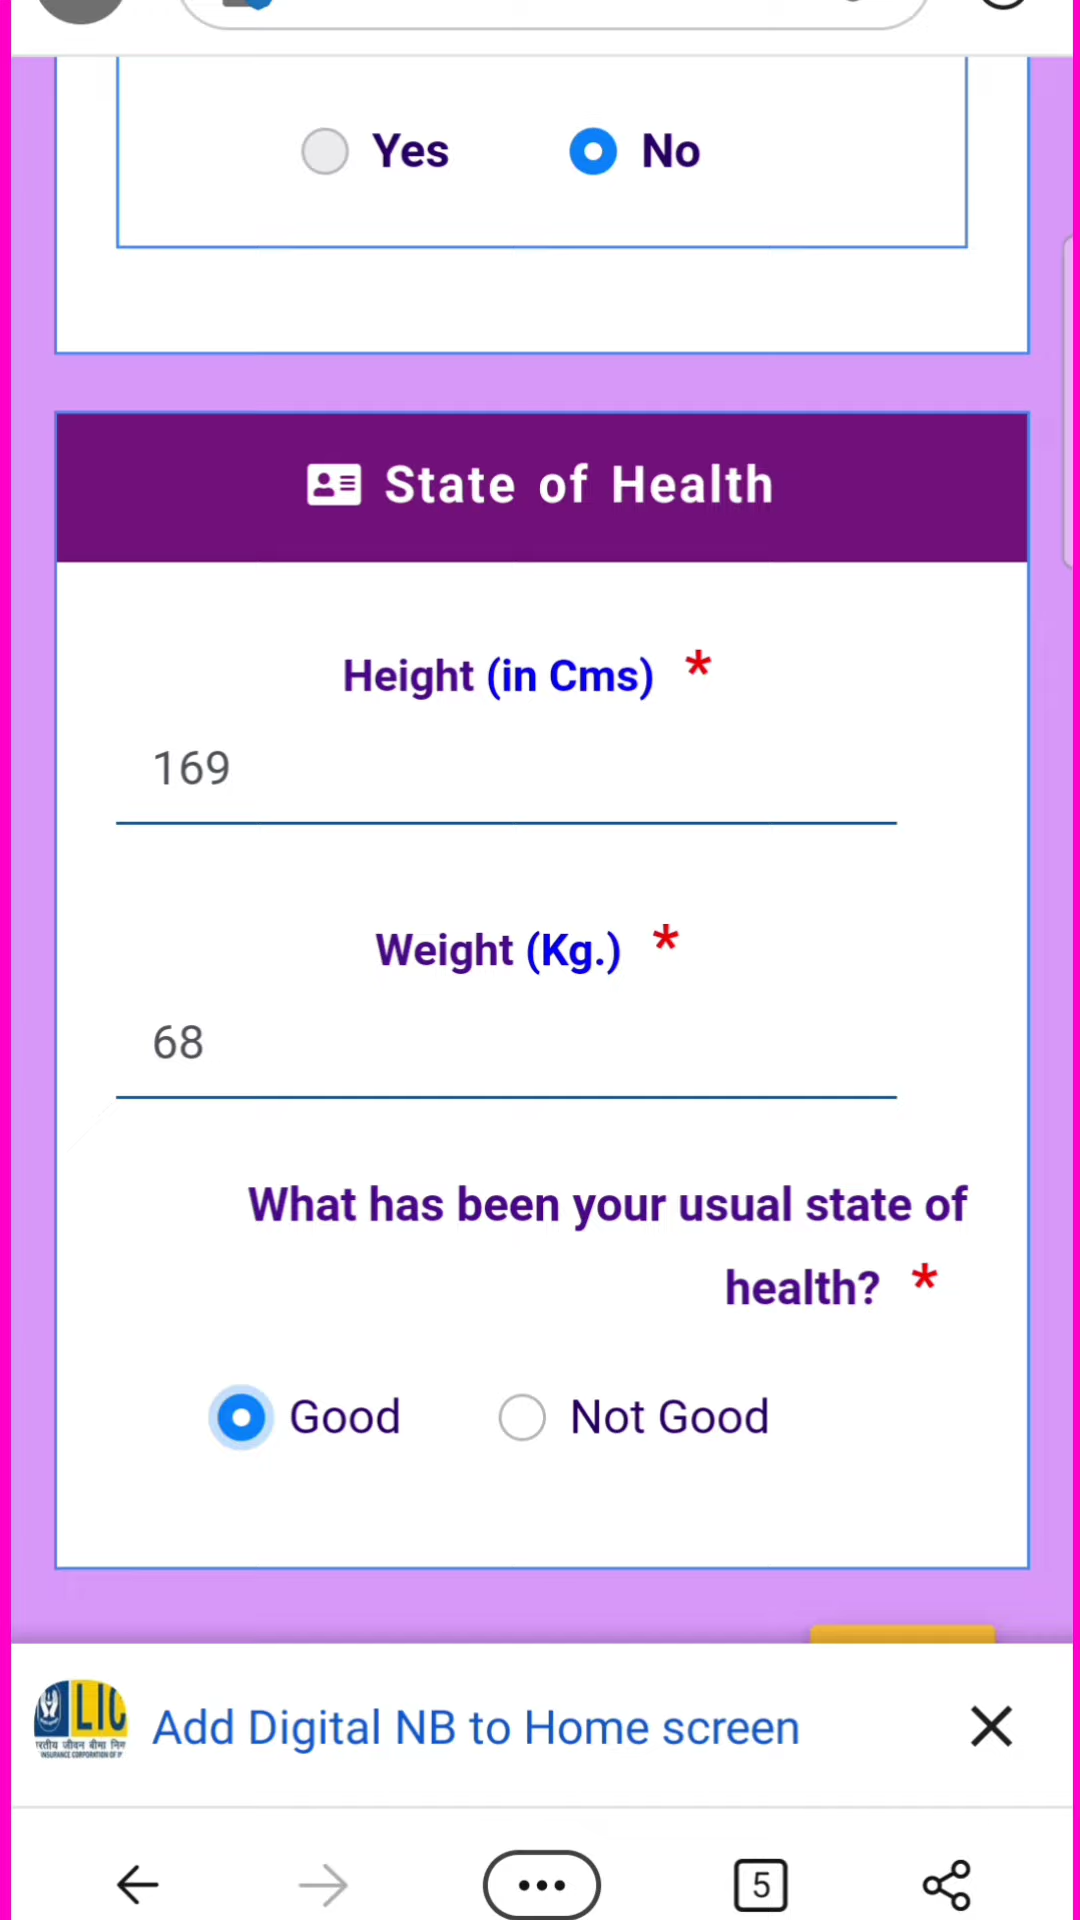 Yes No
State of Health
Height (in Cms) *
169
Weight (Kg.) *
68
What has been your usual state of
health? *
Good Not Good
LIC
Add Digital NB to Home screen
5